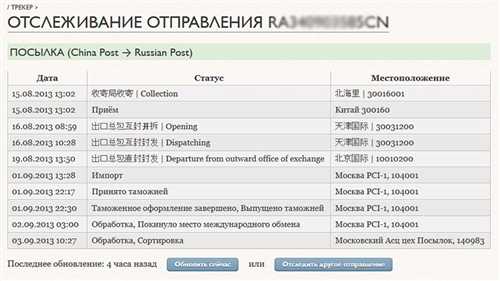 / ТРЕКЕР >
ОТСЛЕЖИВАНИЕ ОТПРАВЛЕНИЯ RA CN
ПОСЫЛКА (China Post → Russian Post)
Дата Статус Местоположение
15.08.2013 13:02 收寄局收寄 | Collection 北海里 | 30016001
15.08.2013 13:02 Приём Китай 300160
16.08.2013 08:59 出口总包互封开拆 | Opening 天津国际 | 30031200
16.08.2013 10:28 出口总包互封封发 | Dispatching 天津国际 | 30031200
19.08.2013 13:50 出口总包直封封发 | Departure from outward office of exchange 北京国际 | 10010200
01.09.2013 13:28 Импорт Москва PCI-1, 104001
01.09.2013 22:17 Принято таможней Москва PCI-1, 104001
01.09.2013 22:30 Таможенное оформление завершено, Выпущено таможней Москва PCI-1, 104001
02.09.2013 03:00 Обработка, Покинуло место международного обмена Москва PCI-1, 104001
03.09.2013 10:27 Обработка, Сортировка Московский Асц цех Посылок, 140983
Последнее обновление: 4 часа назад Обновить сейчас или Отследить другое отправление